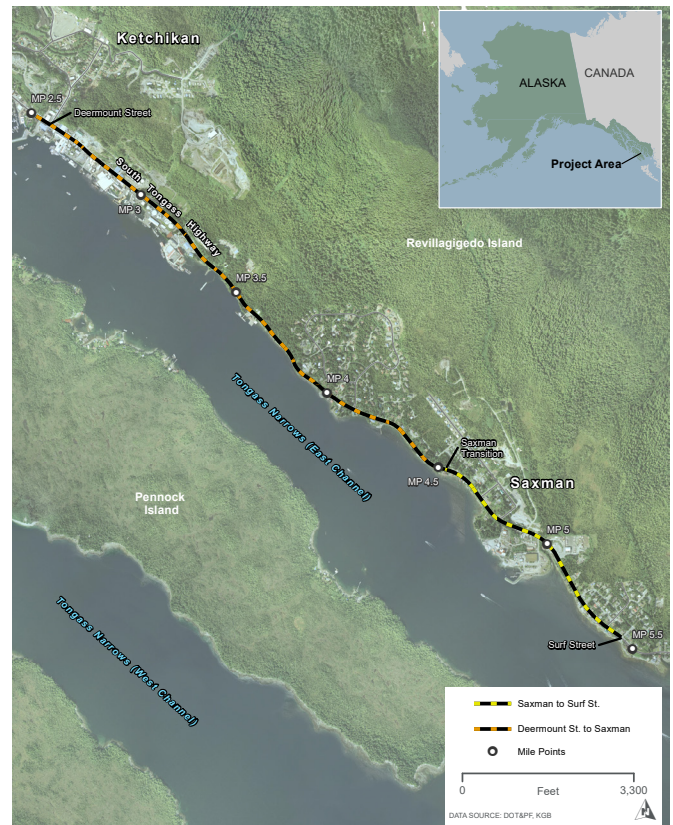 Ketchikan
ALASKA
CANADA
Project Area
MP 2.5
Deermount Street
South Tongass Highway
MP 3
Revillagigedo Island
MP 3.5
MP 4
Tongass Narrows (East Channel)
Saxman
Transition
MP 4.5
Saxman
Pennock
Island
MP 5
Tongass Narrows (West Channel)
MP 5.5
Surf Street
Saxman to Surf St.
Deermount St. to Saxman
Mile Points
0
Feet
3,300
DATA SOURCE: DOT&PF, KGB
N